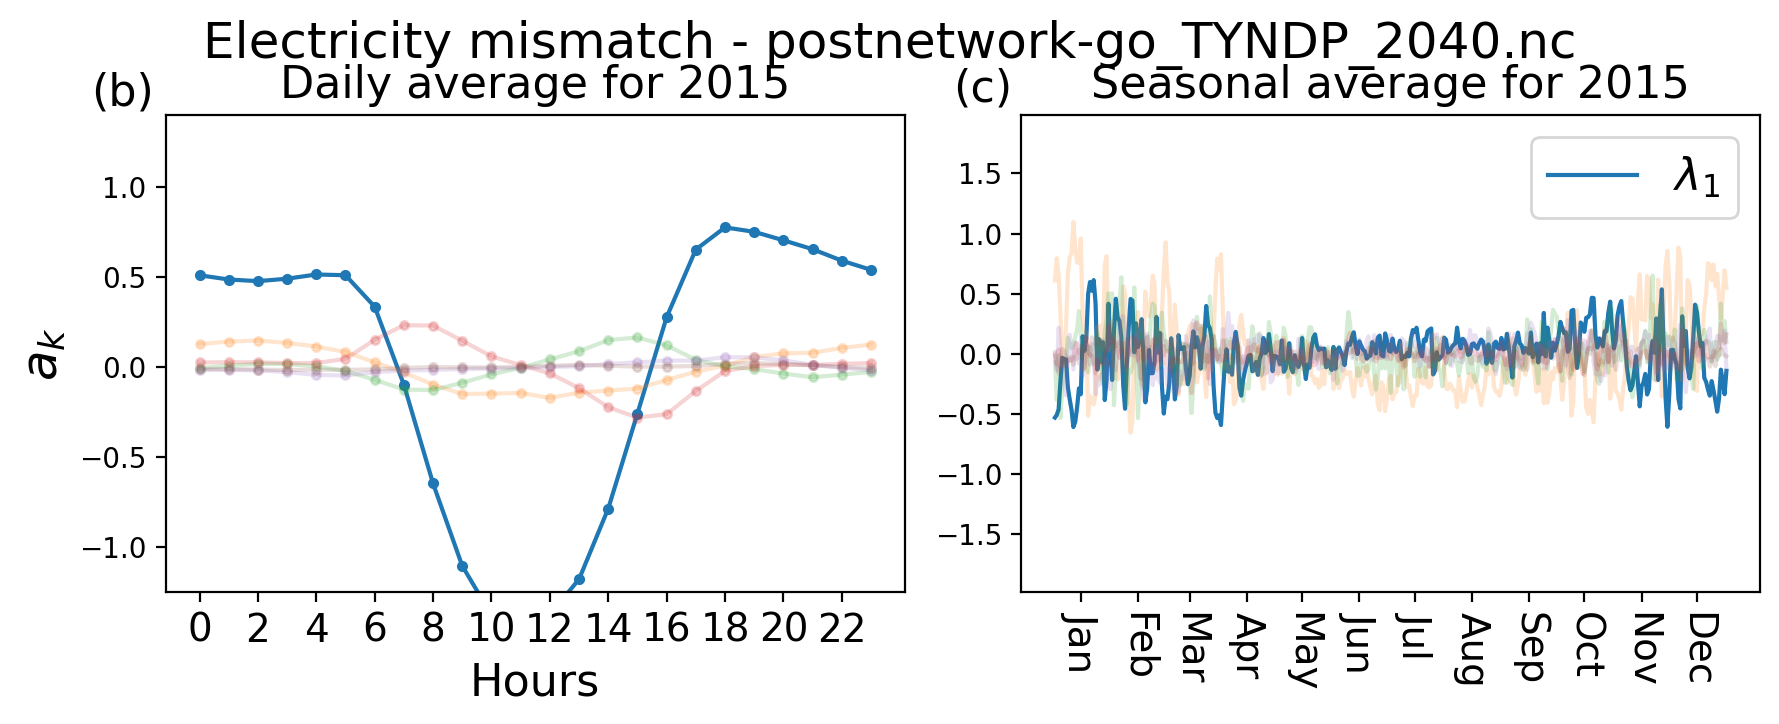 Electricity mismatch - postnetwork-go_TYNDP_2040.nc
(b)
Daily average for 2015
1.0
0.5
0.0
−0.5
−1.0
a_k
0 2 4 6 8 10 12 14 16 18 20 22
Hours
(c)
Seasonal average for 2015
λ₁
1.5
1.0
0.5
0.0
−0.5
−1.0
−1.5
Jan Feb Mar Apr May Jun Jul Aug Sep Oct Nov Dec